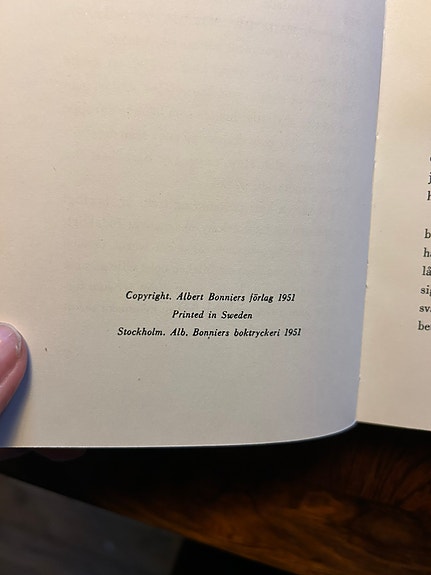 Copyright. Albert Bonniers förlag 1951
Printed in Sweden
Stockholm. Alb. Bonniers boktryckeri 1951